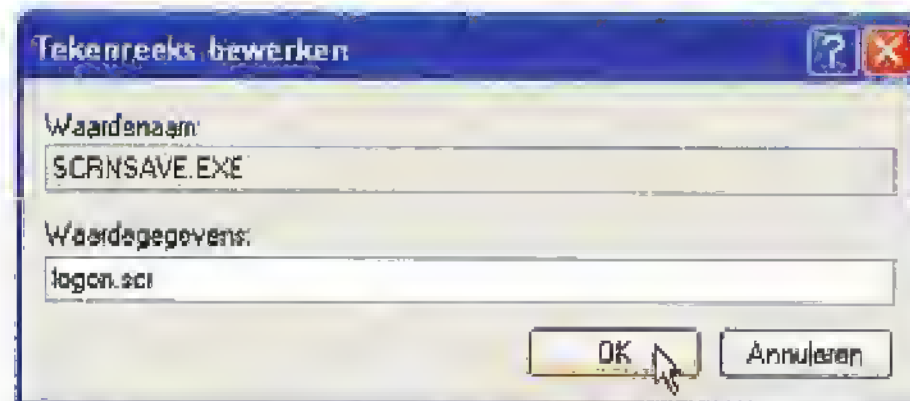 Tekenreeks bewerken
Waardenaam:
SCRNSAVE.EXE
Waardegegevens:
logon.scr
OK
Annuleren